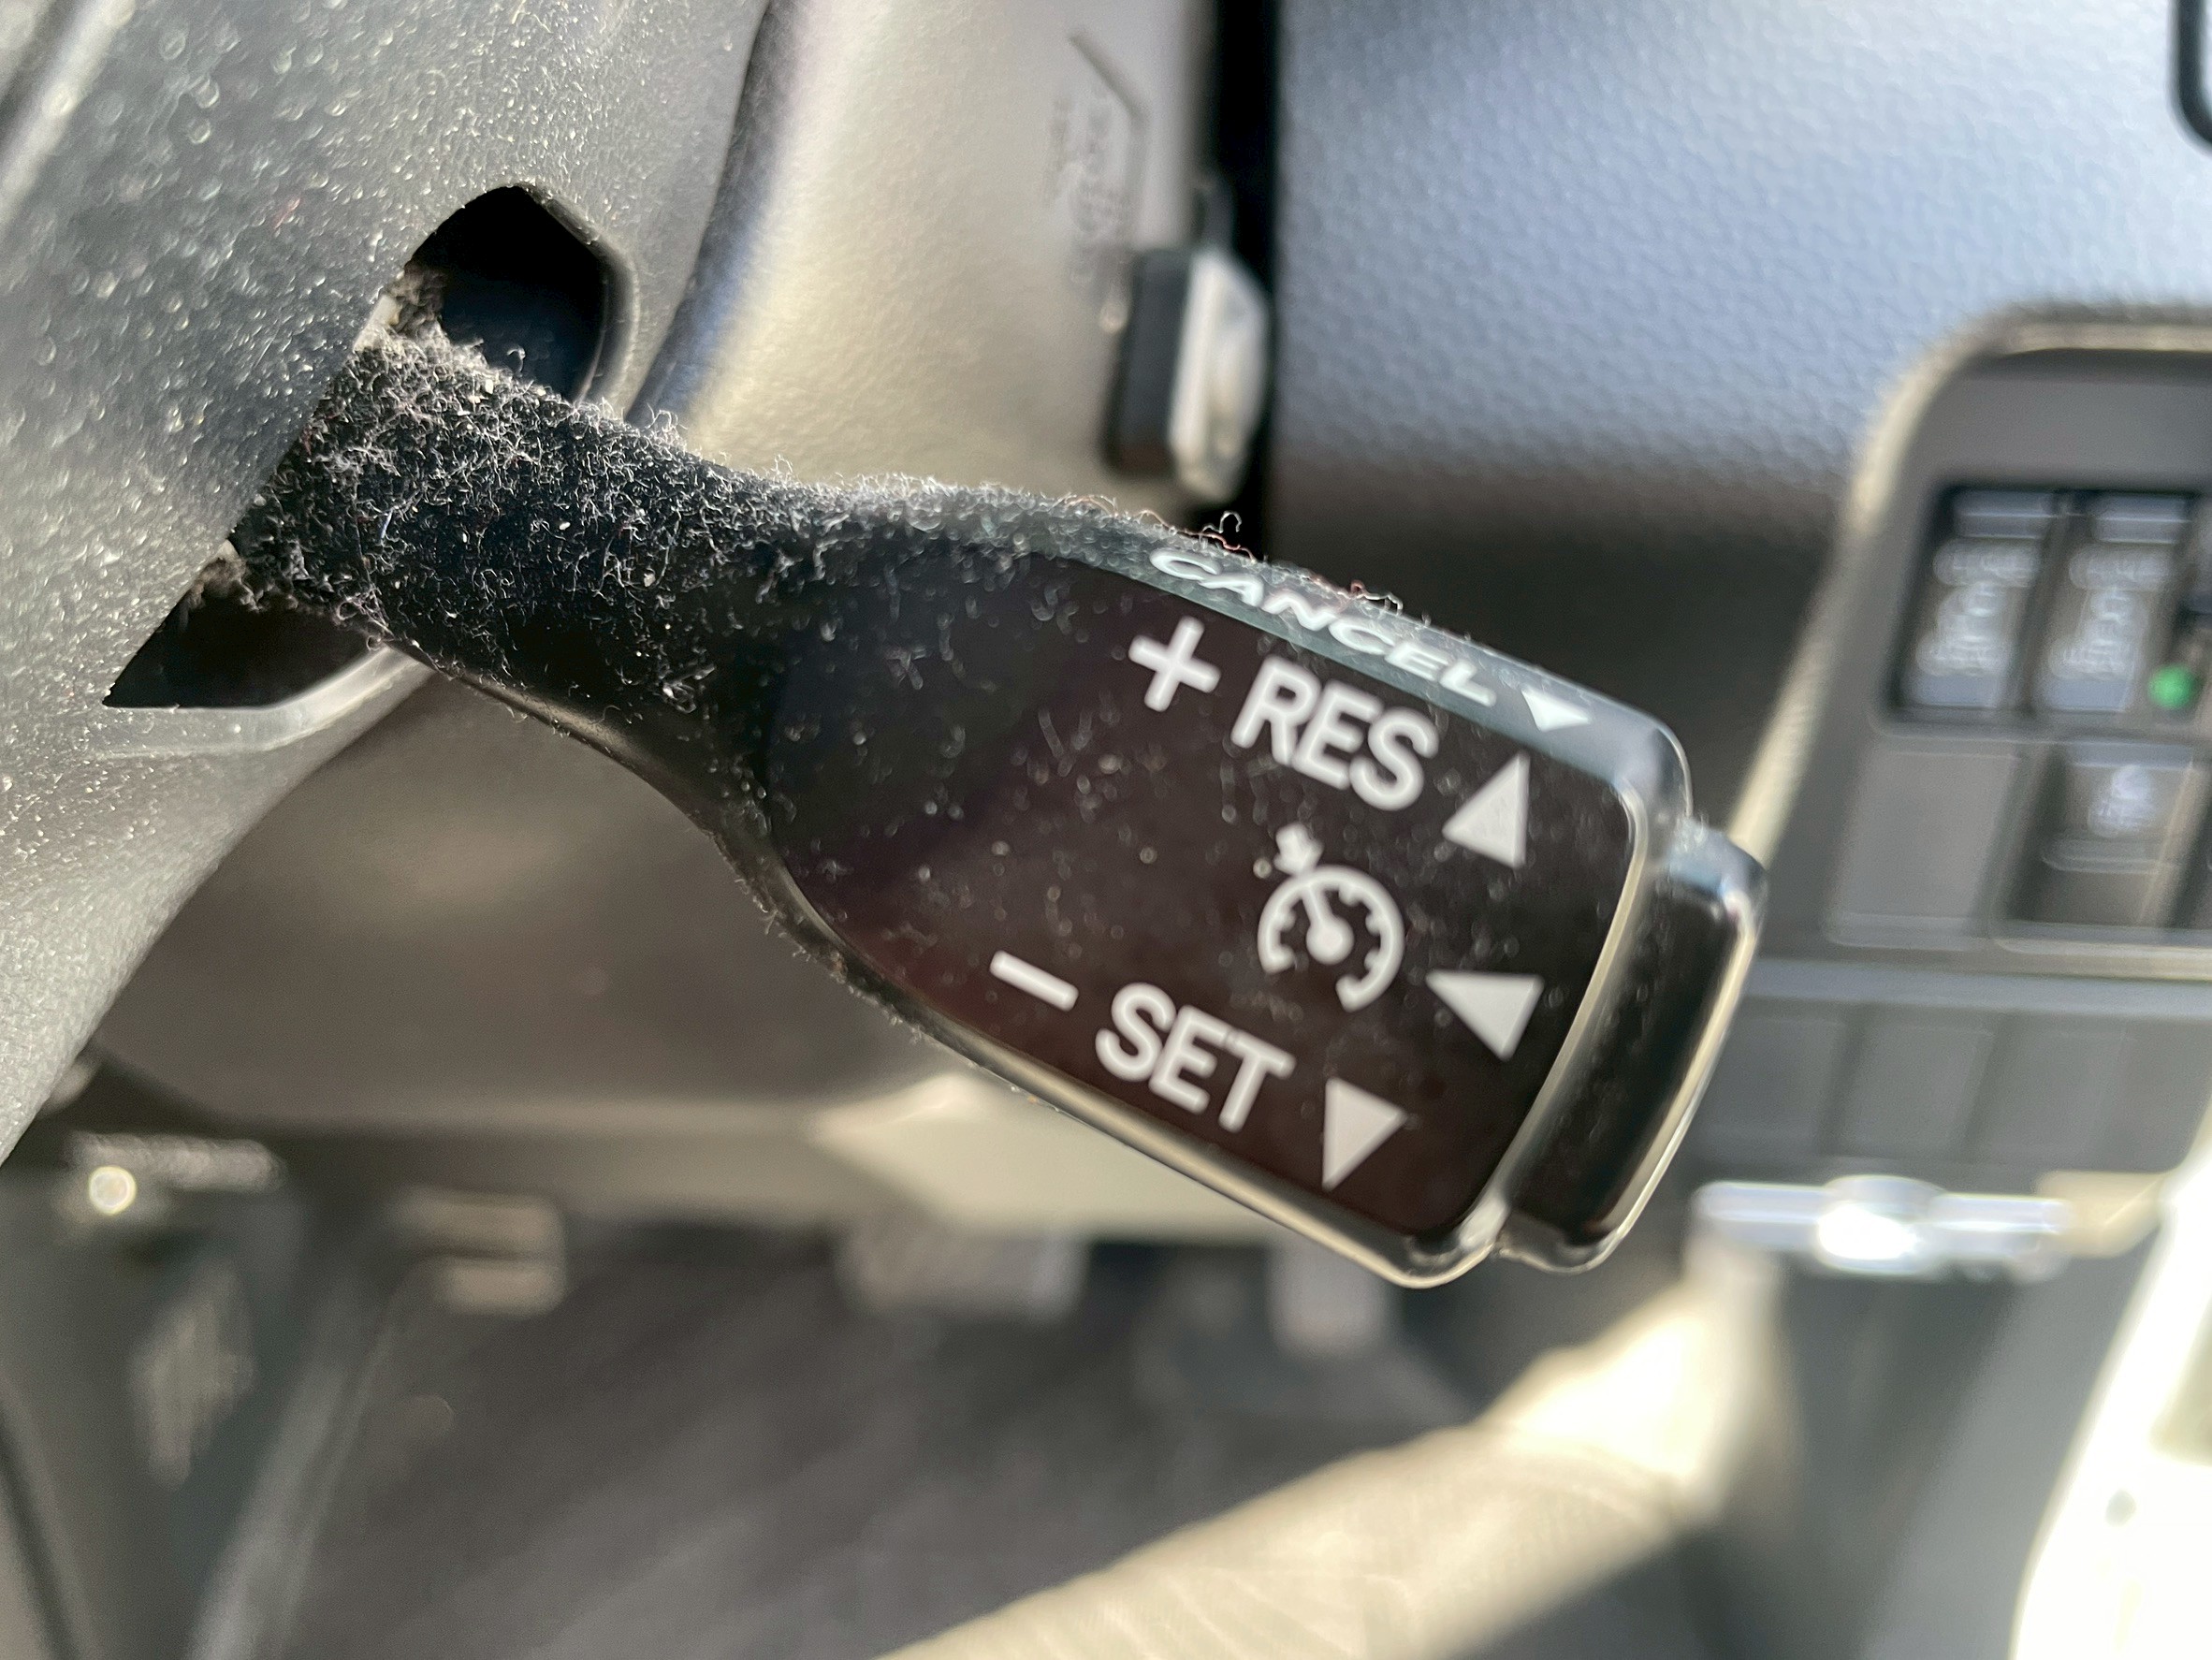 CANCEL
+ RES
− SET